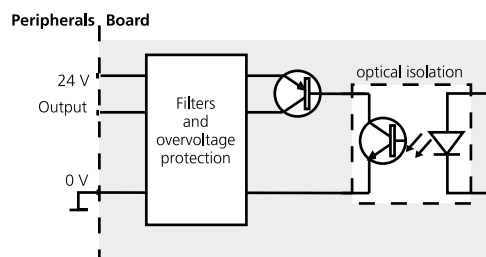 Peripherals Board
24 V
Output
0 V
Filters
and
overvoltage
protection
optical isolation